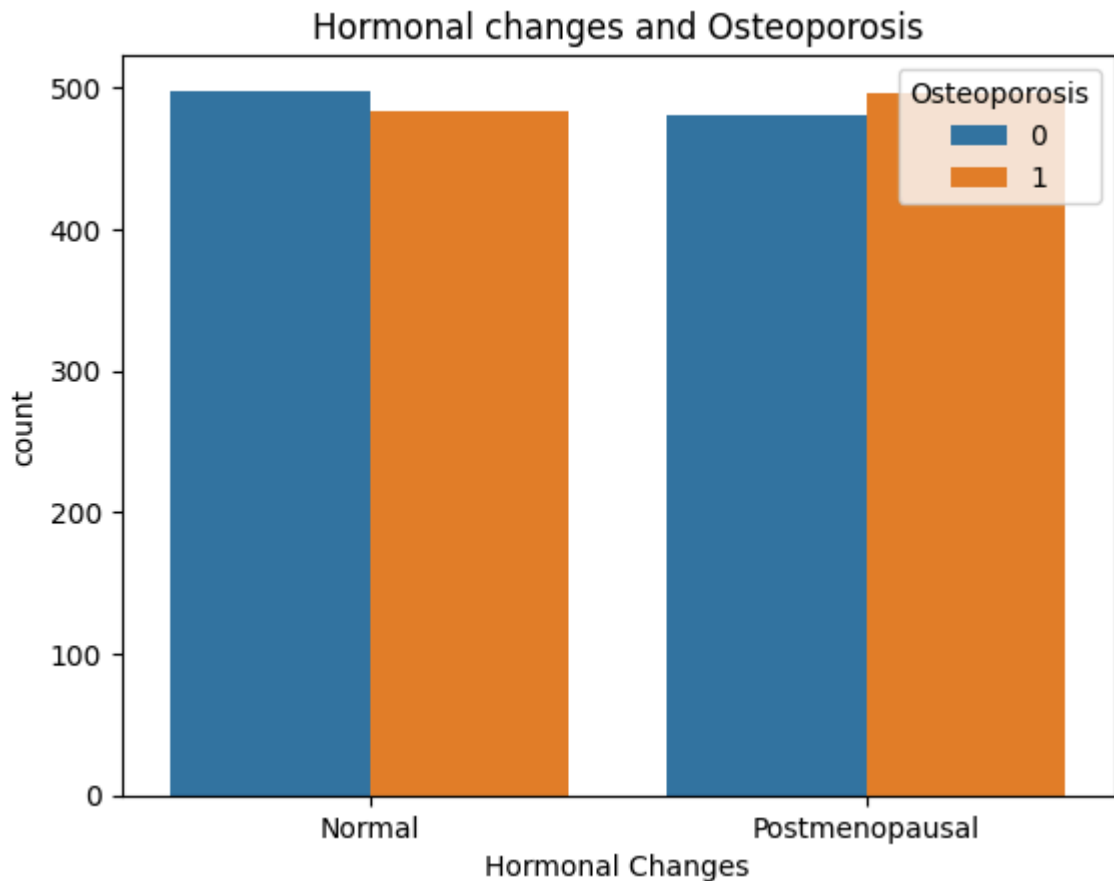 Hormonal changes and Osteoporosis
Osteoporosis
0
1
500
400
300
200
100
0
count
Normal Postmenopausal
Hormonal Changes